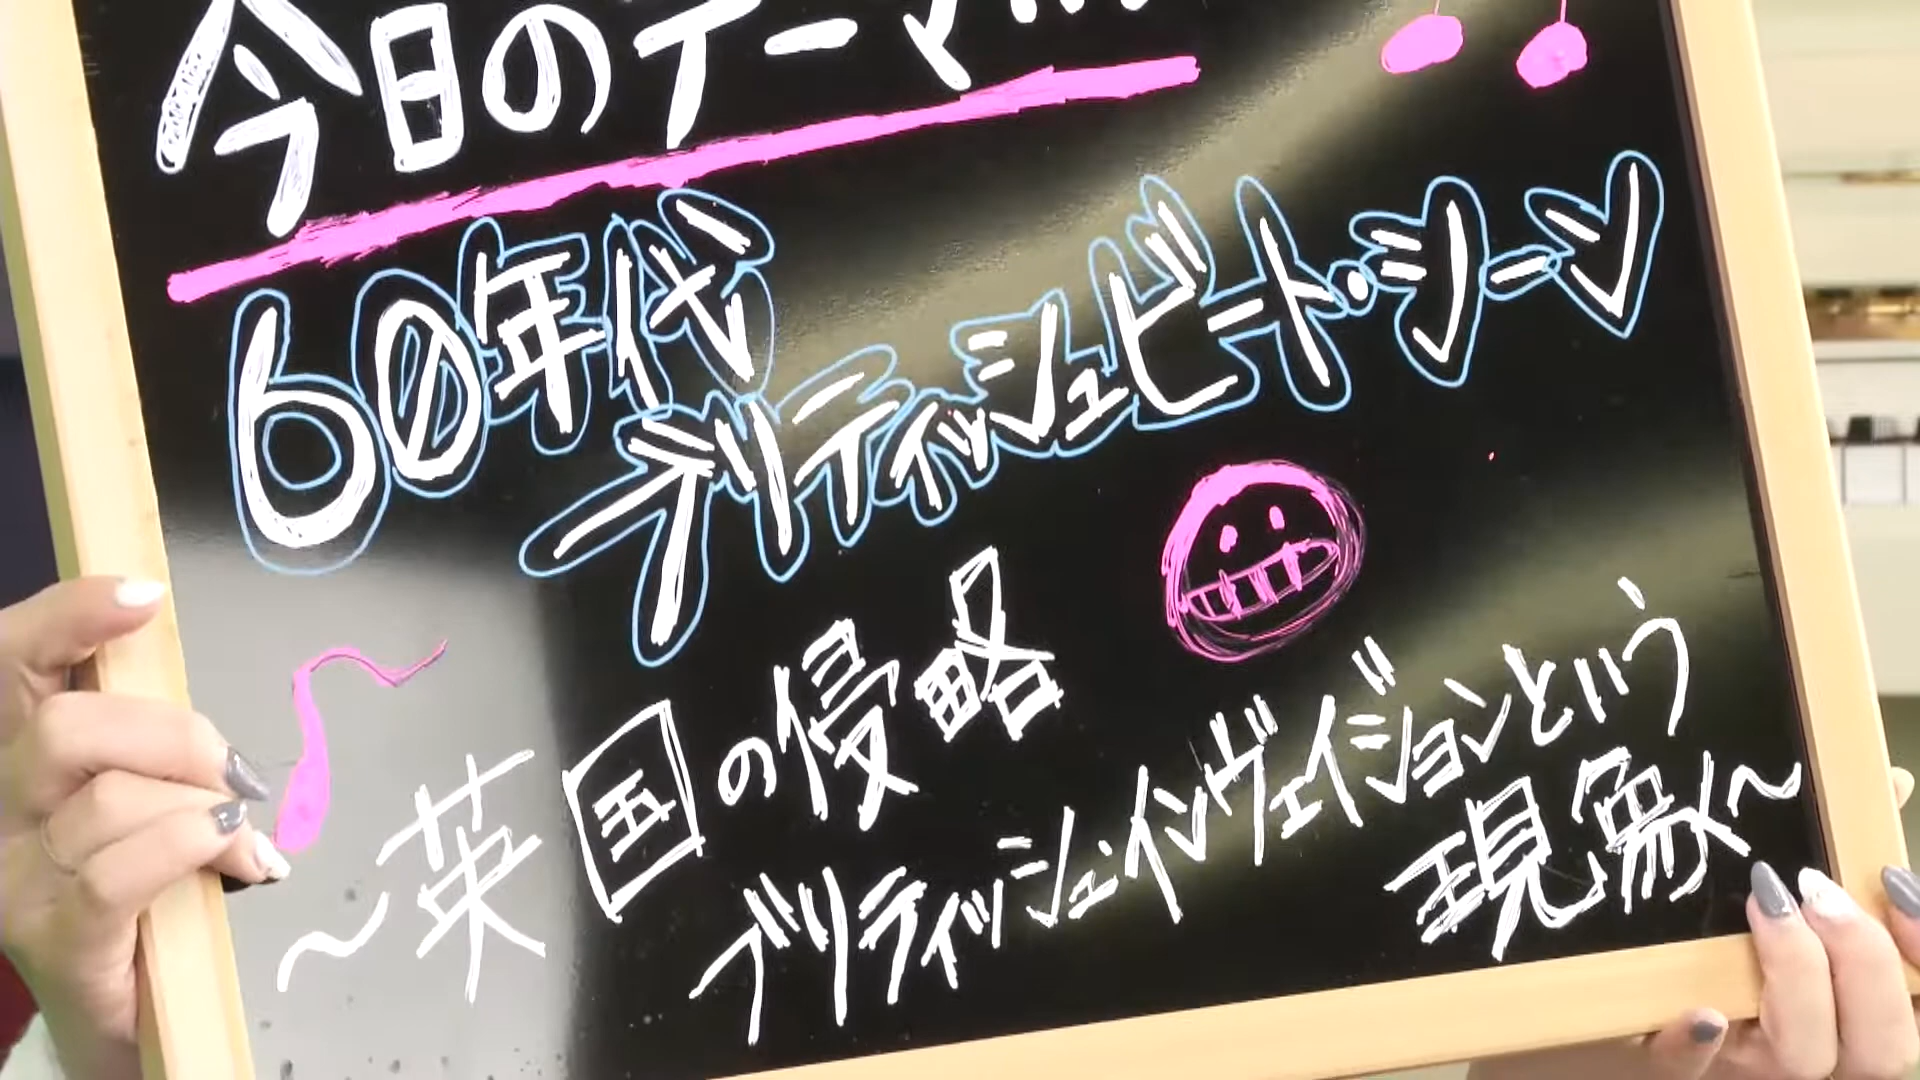 今日のテーマ!!!
60年代
ブリティッシュビート・シーン
〜英国の侵略
ブリティッシュ・インヴェイジョンという
現象〜